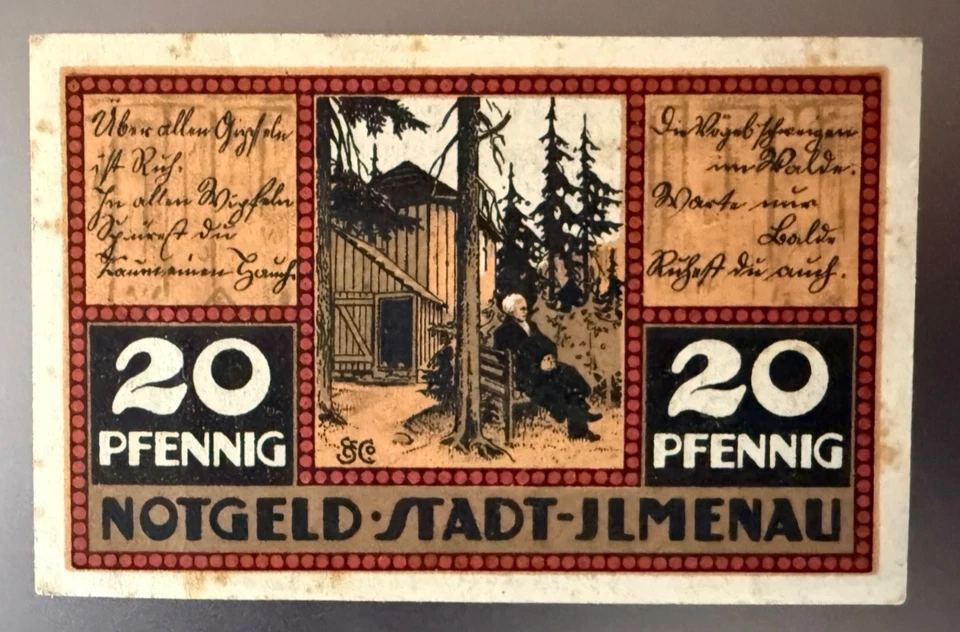 Über allen Gipfeln
ist Ruh.
In allen Wipfeln
Spürest du
Kaum einen Hauch.
Die Vögel schweigen
im Walde.
Warte nur
Balde
Ruhest du auch.
20
PFENNIG
20
PFENNIG
NOTGELD·STADT-JLMENAU